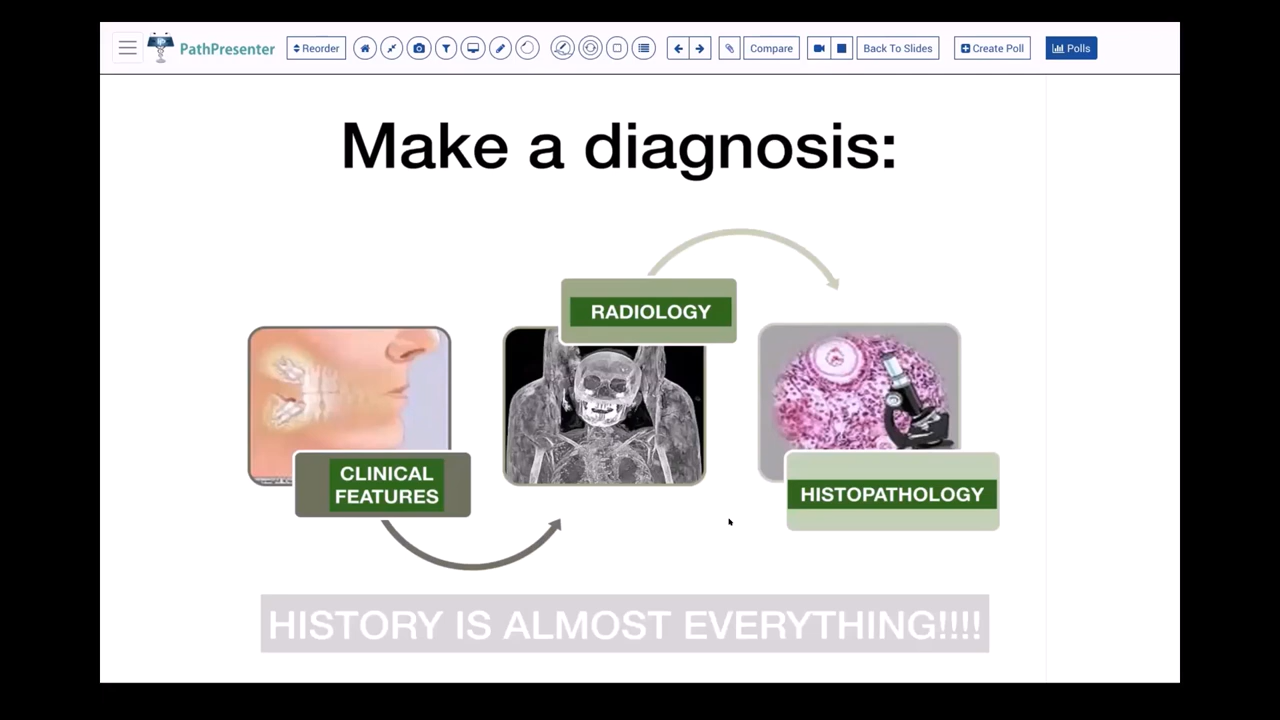 PathPresenter
Reorder
Compare
Back To Slides
Create Poll
Polls
Make a diagnosis:
RADIOLOGY
CLINICAL
FEATURES
HISTOPATHOLOGY
HISTORY IS ALMOST EVERYTHING!!!!